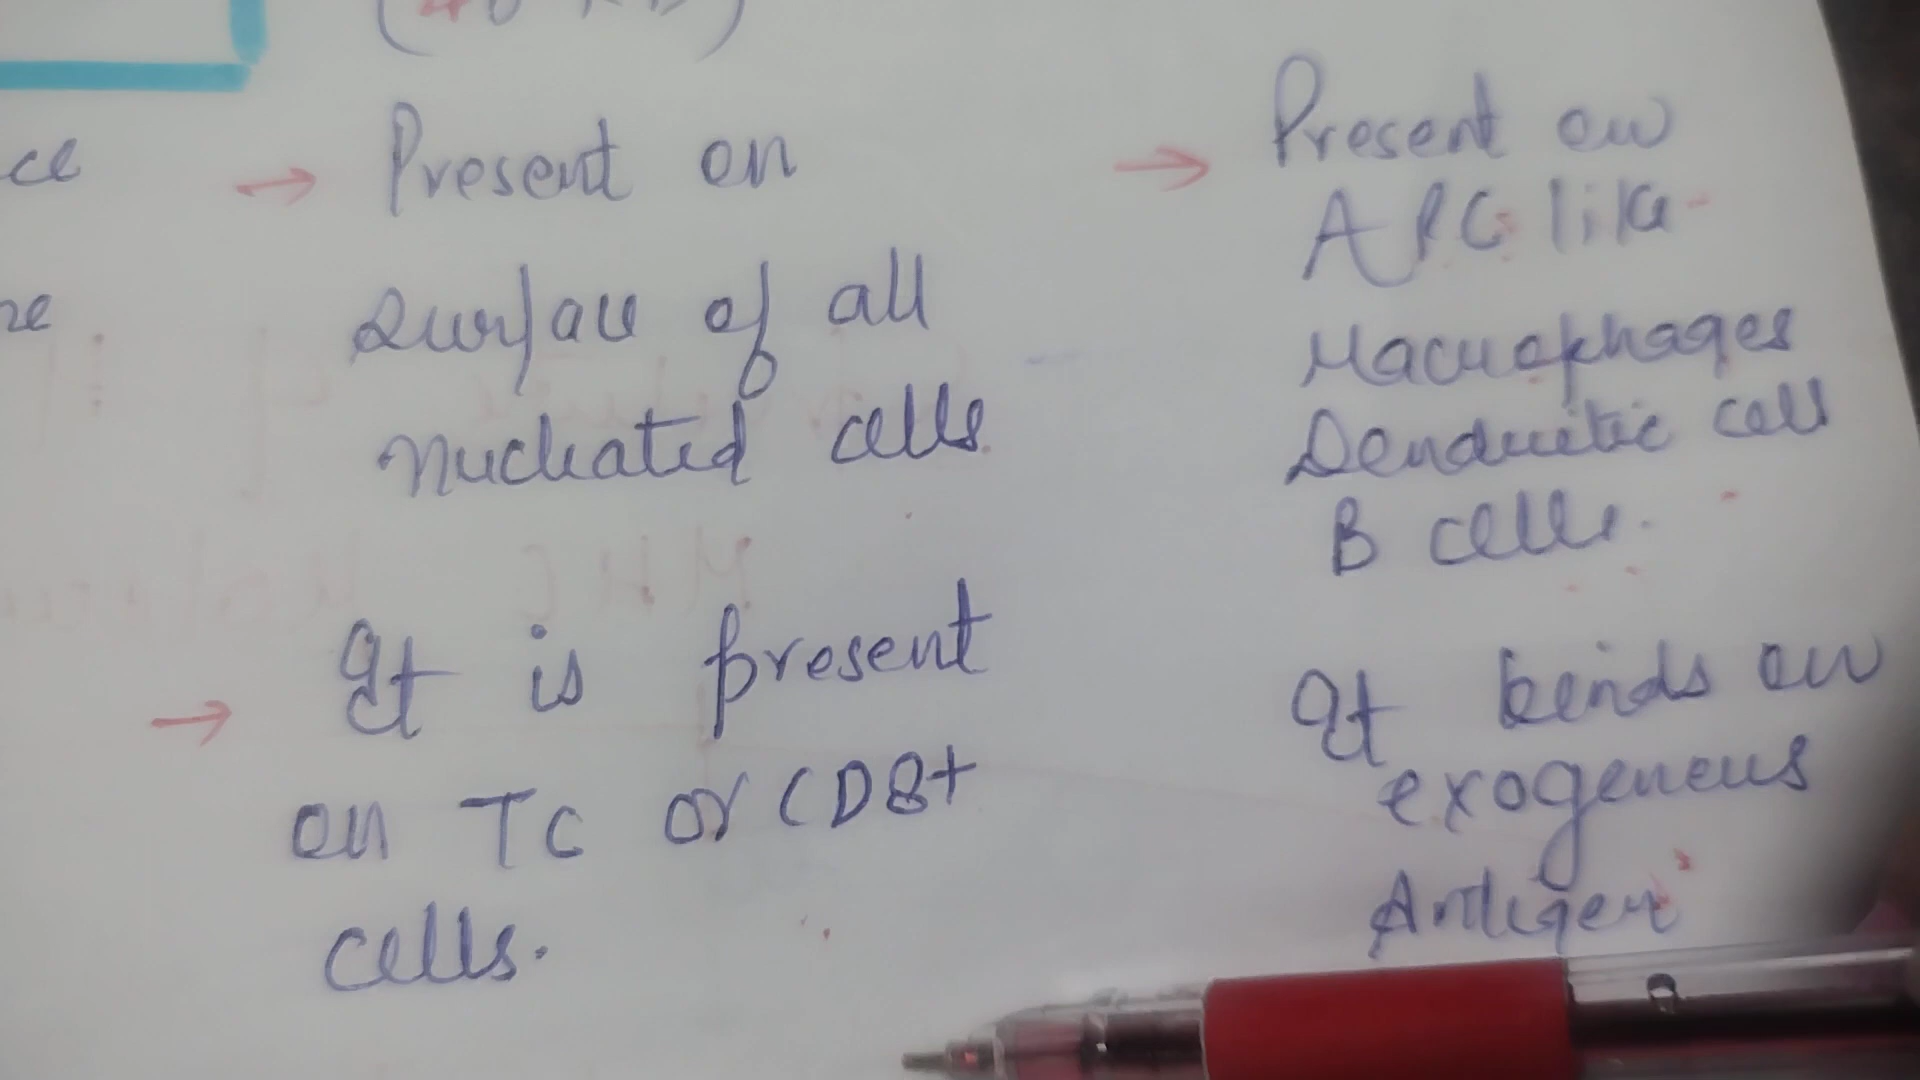 ce
→ Present on
surface of all
nucleated cells
→ It is present
on TC or CD8+
cells.
→ Present on
APC like
Macrophages
Dendritic cell
B cells.
It binds on
exogenous
Antigen